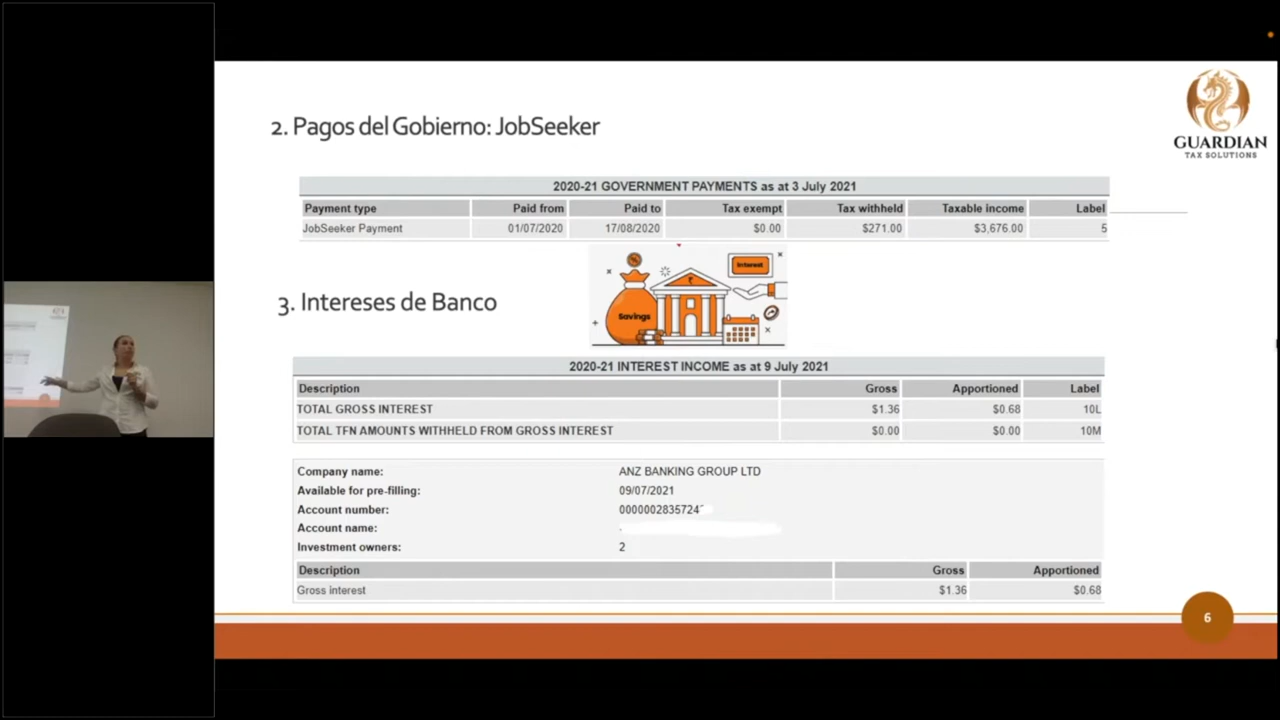 GUARDIAN
TAX SOLUTIONS
2. Pagos del Gobierno: JobSeeker
2020-21 GOVERNMENT PAYMENTS as at 3 July 2021
Payment type Paid from Paid to Tax exempt Tax withheld Taxable income Label
JobSeeker Payment 01/07/2020 17/08/2020 $0.00 $271.00 $3,676.00 5
Interest
Savings
3. Intereses de Banco
2020-21 INTEREST INCOME as at 9 July 2021
Description Gross Apportioned Label
TOTAL GROSS INTEREST $1.36 $0.68 10L
TOTAL TFN AMOUNTS WITHHELD FROM GROSS INTEREST $0.00 $0.00 10M
Company name: ANZ BANKING GROUP LTD
Available for pre-filling: 09/07/2021
Account number:
Account name:
Investment owners: 2
Description Gross Apportioned
Gross interest $1.36 $0.68
6